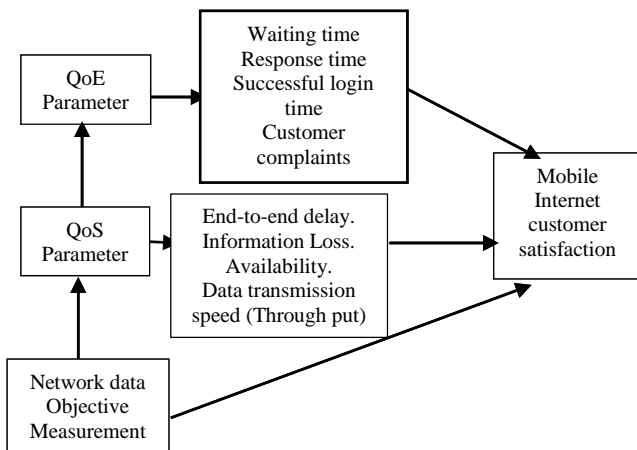 Waiting time
Response time
Successful login
time
Customer
complaints
QoE
Parameter
Mobile
Internet
customer
satisfaction
QoS
Parameter
End-to-end delay.
Information Loss.
Availability.
Data transmission
speed (Through put)
Network data
Objective
Measurement